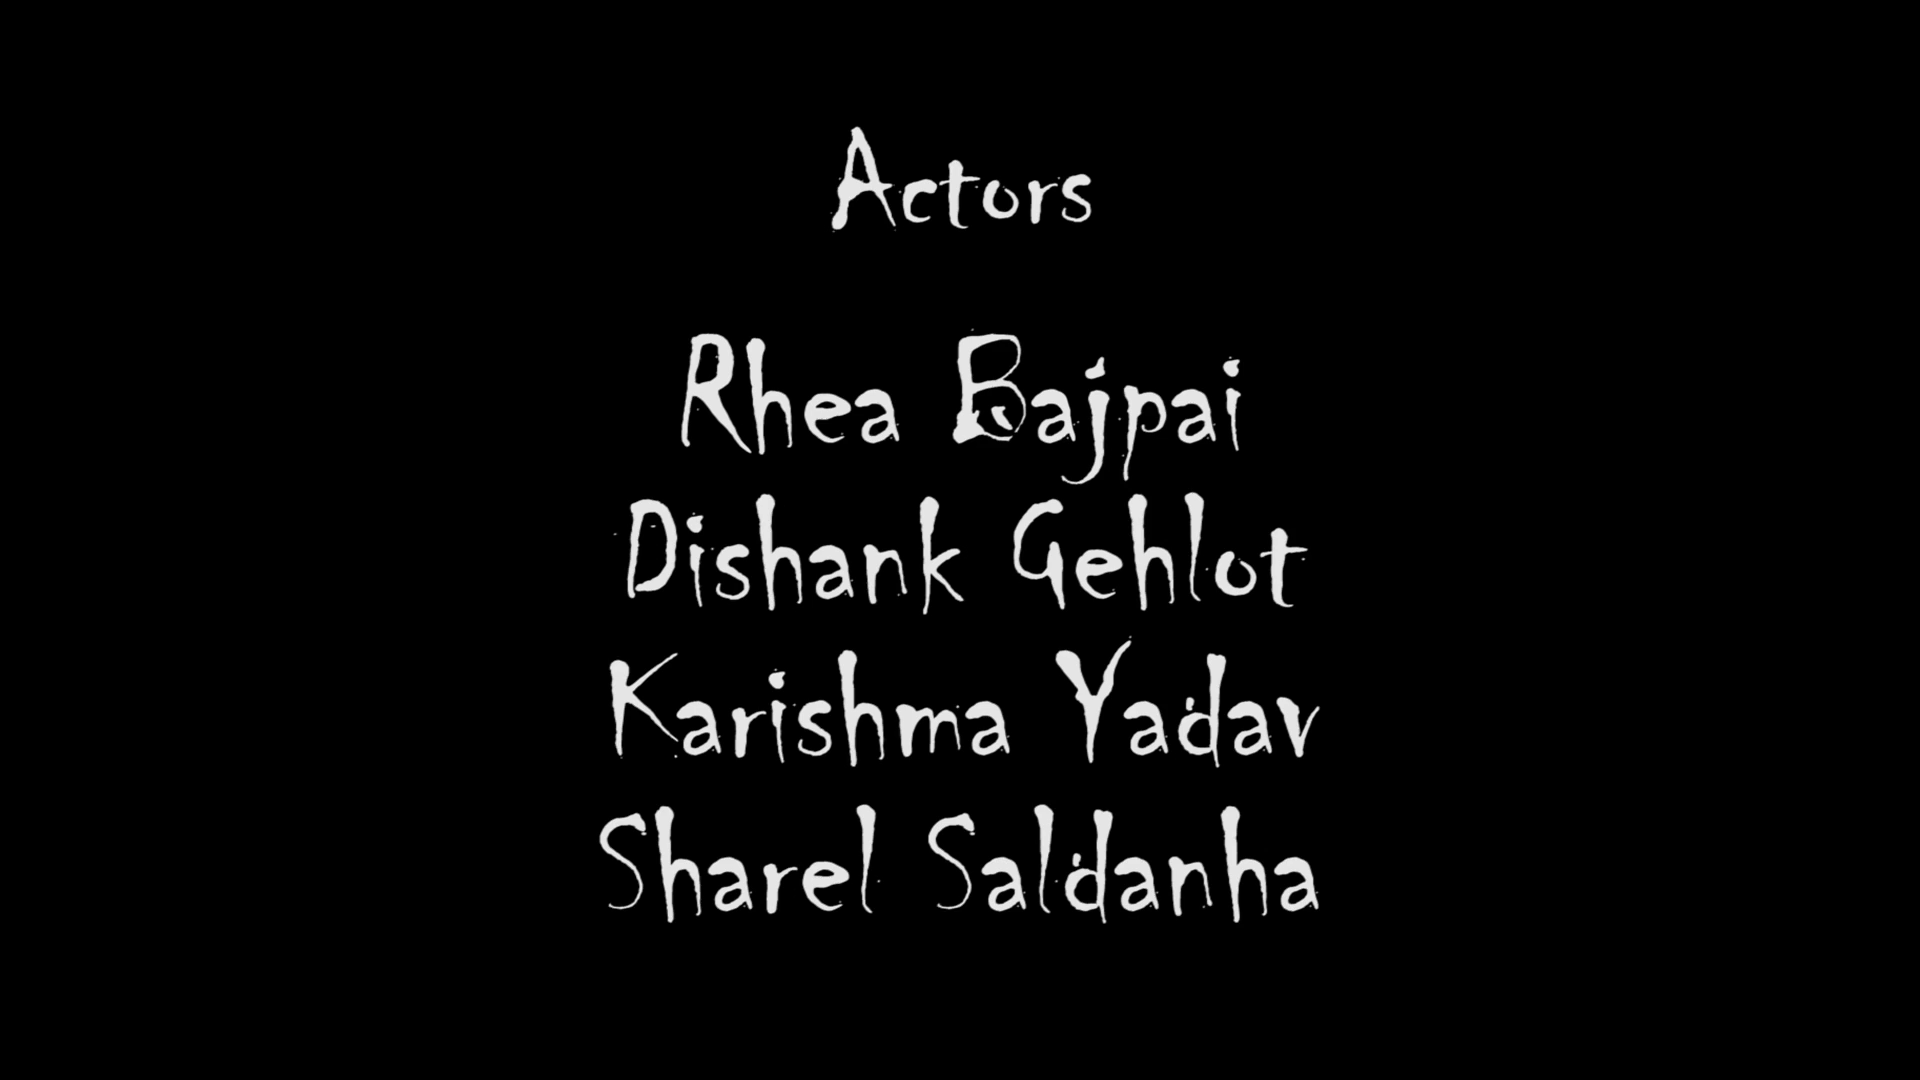 Actors
Rhea Bajpai
Dishank Gehlot
Karishma Yadav
Sharel Saldanha